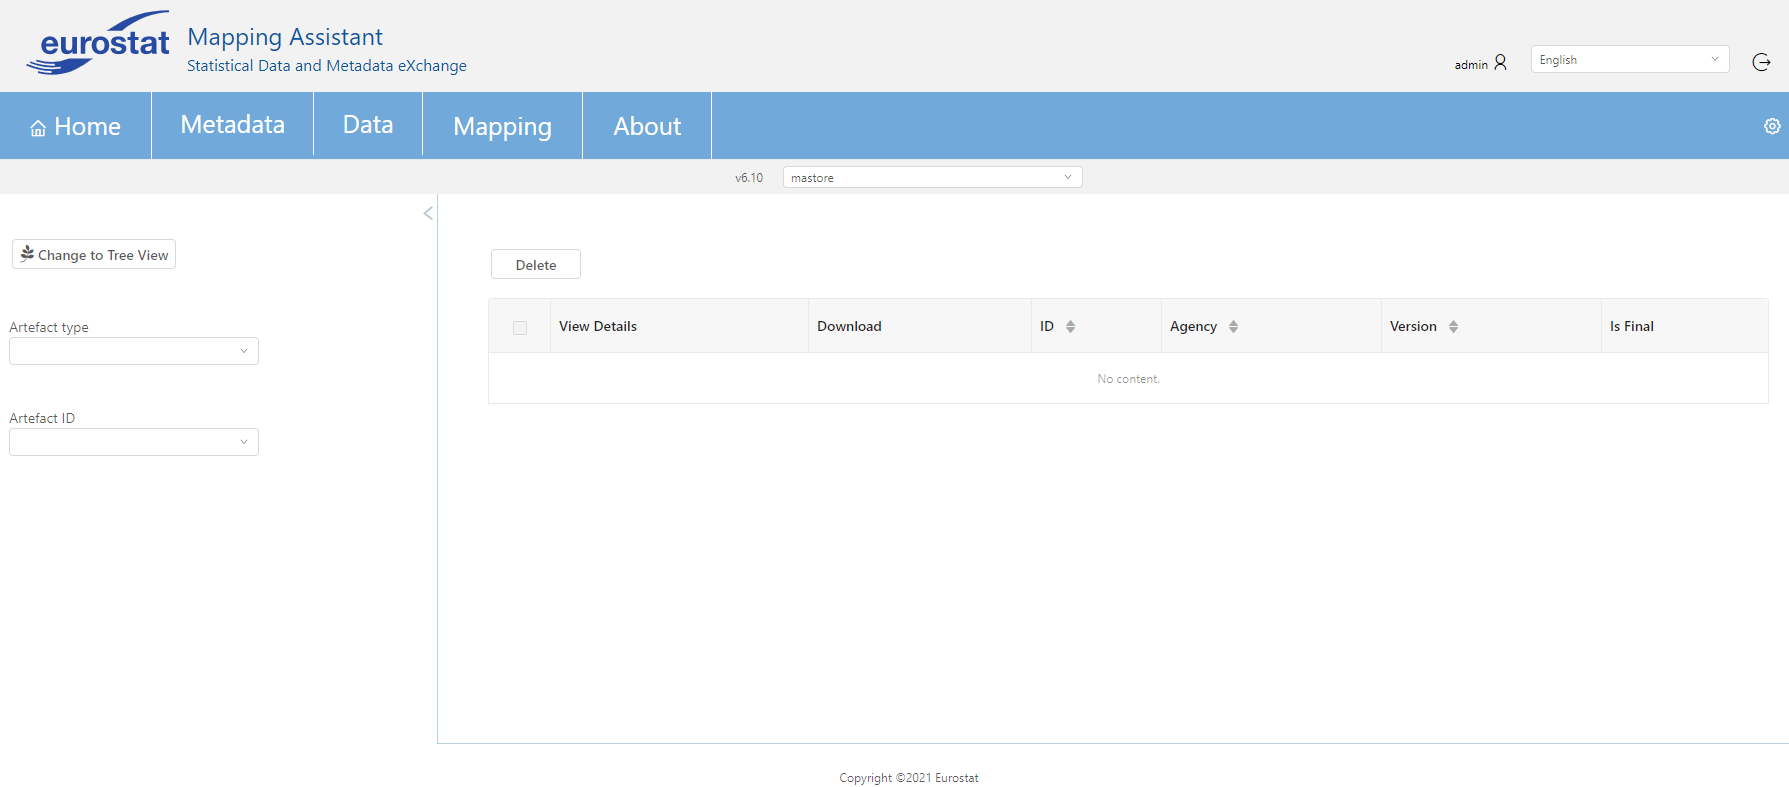 eurostat
Mapping Assistant
Statistical Data and Metadata eXchange
admin
English
Home
Metadata
Data
Mapping
About
v6.10
mastore
Change to Tree View
Artefact type
Artefact ID
Delete
View Details
Download
ID
Agency
Version
Is Final
No content.
Copyright ©2021 Eurostat